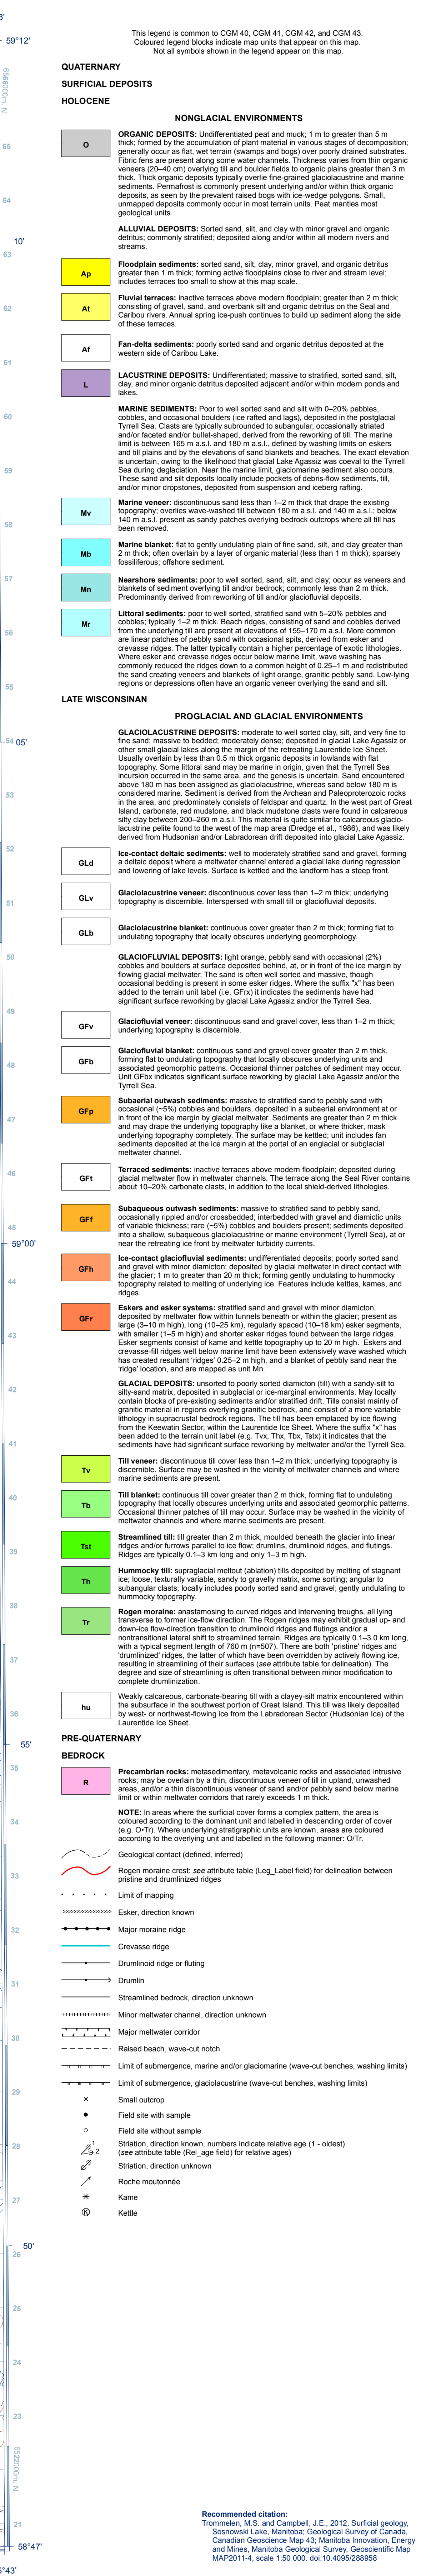 This legend is common to CGM 40, CGM 41, CGM 42, and CGM 43.
Coloured legend blocks indicate map units that appear on this map.
Not all symbols shown in the legend appear on this map.
QUATERNARY
SURFICIAL DEPOSITS
HOLOCENE
NONGLACIAL ENVIRONMENTS
O
ORGANIC DEPOSITS: Undifferentiated peat and muck; 1 m to greater than 5 m
thick; formed by the accumulation of plant material in various stages of decomposition;
generally occur as flat, wet terrain (swamps and bogs) over poorly drained substrates.
Fibric fens are present along some water channels. Thickness varies from thin organic
veneers (20–40 cm) overlying till and boulder fields to organic plains greater than 3 m
thick. Thick organic deposits typically overlie fine-grained glaciolacustrine and marine
sediments. Permafrost is commonly present underlying and/or within thick organic
deposits, as seen by the prevalent raised bogs with ice-wedge polygons. Small,
unmapped deposits commonly occur in most terrain units. Peat mantles most
geological units.
ALLUVIAL DEPOSITS: Sorted sand, silt, and clay with minor gravel and organic
detritus; commonly stratified; deposited along and/or within all modern rivers and
streams.
Ap
Floodplain sediments: sorted sand, silt, clay, minor gravel, and organic detritus
greater than 1 m thick; forming active floodplains close to river and stream level;
includes terraces too small to show at this map scale.
At
Fluvial terraces: inactive terraces above modern floodplain; greater than 2 m thick;
consisting of gravel, sand, and overbank silt and organic detritus on the Seal and
Caribou rivers. Annual spring ice-push continues to build up sediment along the side
of these terraces.
Af
Fan-delta sediments: poorly sorted sand and organic detritus deposited at the
western side of Caribou Lake.
L
LACUSTRINE DEPOSITS: Undifferentiated; massive to stratified, sorted sand, silt,
clay, and minor organic detritus deposited adjacent and/or within modern ponds and
lakes.
MARINE SEDIMENTS: Poor to well sorted sand and silt with 0–20% pebbles,
cobbles, and occasional boulders (ice rafted and lags), deposited in the postglacial
Tyrrell Sea. Clasts are typically subrounded to subangular, occasionally striated
and/or faceted and/or bullet-shaped, derived from the reworking of till. The marine
limit is between 165 m a.s.l. and 180 m a.s.l., defined by washing limits on eskers
and till plains and by the elevations of sand blankets and beaches. The exact elevation
is uncertain, owing to the likelihood that glacial Lake Agassiz was coeval to the Tyrrell
Sea during deglaciation. Near the marine limit, glaciomarine sediment also occurs.
These sand and silt deposits locally include pockets of debris-flow sediments, till,
and/or minor dropstones, deposited from suspension and iceberg rafting.
Mv
Marine veneer: discontinuous sand less than 1–2 m thick that drape the existing
topography; commonly over-washed till between 180 m a.s.l. and 140 m a.s.l.; below
140 m a.s.l. present as sandy patches overlying bedrock outcrops where all till has
been removed.
Mb
Marine blanket: flat to gently undulating plain of fine sand, silt, and clay greater than
2 m thick; often overlain by a layer of organic material (less than 1 m thick); sparsely
fossiliferous; offshore sediment.
Mn
Nearshore sediments: poor to well sorted, sand, silt, and clay; occur as veneers and
blankets of sediment overlying till and/or bedrock; commonly less than 2 m thick.
Predominantly derived from reworking of till and/or glaciofluvial deposits.
Mr
Littoral sediments: poor to well sorted, stratified sand with 5–20% pebbles and
cobbles; typically 1–2 m thick. Beach ridges, consisting of sand and cobbles derived
from the underlying till are present at elevations of 155–170 m a.s.l.. More common
are linear patches of pebbly sand with occasional spits, derived from esker and
crevasse ridges. The latter typically contain a higher percentage of exotic lithologies.
Where esker and crevasse ridges occur below marine limit, wave washing has
commonly reduced the ridges down to a common height of 0.25–1 m and redistributed
the sand creating ridges and blankets of light orange, granitic pebbly sand. Low-lying
regions or depressions often have an organic veneer overlying the sand and silt.
LATE WISCONSINAN
PROGLACIAL AND GLACIAL ENVIRONMENTS
GLACIOLACUSTRINE DEPOSITS: moderate to well sorted clay, silt, and very fine to
fine sand; massive to bedded; moderately dense; deposited in glacial Lake Agassiz or
other small glacial lakes along the margin of the retreating Laurentide Ice Sheet.
Usually overlain by less than 0.5 m thick organic deposits in lowlands with flat
topography. Some littoral sand may be marine in origin, given that the Tyrrell Sea
incursion occurred in the same area, and the genesis is uncertain. Sand encountered
above 180 m has been assigned as glaciolacustrine, whereas sand below 180 m is
considered marine. Sediment is derived from the Archean and Paleoproterozoic rocks
in the area, and predominately consists of feldspar and quartz. In the west part of Great
Island, carbonate, red mudstone, and black mudstone clasts were found in calcareous
silty clay between 200–260 m a.s.l. This material is quite similar to calcareous glacio-
lacustrine pelite found to the west of the map area (Dredge et al., 1986), and was likely
derived from Hudsonian and/or Labradorean drift deposited into glacial Lake Agassiz.
GLd
Ice-contact deltaic sediments: well to moderately stratified sand and gravel, forming
a deltaic deposit where a meltwater channel entered a glacial lake during regression
and lowering of lake levels. Surface is kettled and the landform has a steep front.
GLv
Glaciolacustrine veneer: discontinuous cover less than 1–2 m thick; underlying
topography is discernible. Interspersed with small till or glaciofluvial deposits.
GLb
Glaciolacustrine blanket: continuous cover greater than 2 m thick; forming flat to
undulating topography that locally obscures underlying geomorphology.
GLACIOFLUVIAL DEPOSITS: light orange, pebbly sand with occasional (2%)
cobbles and boulders at surface deposited behind, at, or in front of the ice margin by
flowing glacial meltwater. The sand is often well sorted and massive, though
occasional bedding is present in some esker ridges. Where the suffix "x" has been
added to the terrain unit label (i.e. GFrx) it indicates the sediments have had
significant surface reworking by glacial Lake Agassiz and/or the Tyrrell Sea.
GFv
Glaciofluvial veneer: discontinuous sand and gravel cover, less than 1–2 m thick;
underlying topography is discernible.
GFb
Glaciofluvial blanket: continuous sand and gravel cover greater than 2 m thick,
forming flat to undulating topography that locally obscures underlying units and
associated geomorphic patterns. Occasional thinner patches of sediment may occur.
Unit GFbx indicates significant surface reworking by glacial Lake Agassiz and/or the
Tyrrell Sea.
GFp
Subaerial outwash sediments: massive to stratified sand to pebbly sand with
occasional (~5%) cobbles and boulders, deposited in a subaerial environment at or
in front of the ice margin by glacial meltwater. Sediments are greater than 2 m thick
and may drape the underlying topography like a blanket, or where thicker, mask
underlying topography completely. The surface may be kettled; unit includes fan
sediments deposited at the ice margin at the portal of an englacial or subglacial
meltwater channel.
GFt
Terraced sediments: inactive terraces above modern floodplain; deposited during
glacial meltwater flow in meltwater channels. The terrace along the Seal River contains
about 10–20% carbonate clasts, in addition to the local shield-derived lithologies.
GFf
Subaqueous outwash sediments: massive to stratified sand to pebbly sand,
occasionally rippled and/or crossbedded; interbedded with gravel and diamictic units
of variable thickness; rare (~5%) cobbles and boulders present; sediments deposited
into a shallow, subaqueous glaciolacustrine or marine environment (Tyrrell Sea), at or
near the retreating ice front by meltwater turbidity currents.
GFh
Ice-contact glaciofluvial sediments: undifferentiated deposits; poorly sorted sand
and gravel with minor diamicton; deposited by glacial meltwater in direct contact with
the glacier; 1 m to greater than 20 m thick; forming gently undulating to hummocky
topography related to melting of underlying ice. Features include kettles, kames, and
ridges.
GFr
Eskers and esker systems: stratified sand and gravel with minor diamicton,
deposited by meltwater flow within tunnels beneath or within the glacier; present as
large (3–10 m high), long (10–25 km), regularly spaced (10–18 km) esker segments,
with smaller (1–5 m high) and shorter esker ridges found between the large ridges.
Esker segments consist of kame and kettle topography up to 20 m high. Eskers and
crevasse-fill ridges well below marine limit have been extensively wave washed which
has created resultant 'ridges' 0.25–2 m high, and a blanket of pebbly sand near the
'ridge' location, and are mapped as unit Mn.
GLACIAL DEPOSITS: unsorted to poorly sorted diamicton (till) with a sandy-silt to
silty-sand matrix, deposited in subglacial or ice-marginal environments. May locally
contain blocks of pre-existing sediments and/or stratified drift. Tills consist mainly of
granitic material in regions overlying granitic bedrock, and consist of a more variable
lithology in supracrustal bedrock regions. The till has been emplaced by ice flowing
from the Keewatin Sector, within the Laurentide Ice Sheet. Where the suffix "x" has
been added to the terrain unit label (e.g. Tvx, Thx, Tbx, Tstx) it indicates that the
sediments have had significant surface reworking by meltwater and/or the Tyrrell Sea.
Tv
Till veneer: discontinuous till cover less than 1–2 m thick; underlying topography is
discernible. Surface may be washed in the vicinity of meltwater channels and where
marine sediments are present.
Tb
Till blanket: continuous till cover greater than 2 m thick, forming flat to undulating
topography that locally obscures underlying units and associated geomorphic patterns.
Occasional thinner patches of till may occur. Surface may be washed in the vicinity of
meltwater channels and where marine sediments are present.
Tst
Streamlined till: till greater than 2 m thick, moulded beneath the glacier into linear
ridges and/or furrows parallel to ice flow; drumlins, drumlinoid ridges, and flutings.
Ridges are typically 0.1–3 km long and only 1–3 m high.
Th
Hummocky till: supraglacial meltout (ablation) tills deposited by melting of stagnant
ice; loose, texturally variable, sandy to gravelly matrix, some sorting; angular to
subangular clasts; locally includes poorly sorted sand and gravel; gently undulating to
hummocky topography.
Tr
Rogen moraine: anastamosing to curved ridges and intervening troughs, all lying
transverse to former ice-flow direction. The Rogen ridges may exhibit gradual up- and
down-ice flow-direction transition to drumlinoid ridges and flutings and/or a
nontransitional lateral shift to streamlined terrain. Ridges are typically 0.1–3.0 km long,
with a typical segment length of 760 m (n=507). There are both 'pristine' ridges and
'drumlinized' ridges, the latter of which have been overridden by actively flowing ice,
resulting in streamlining of their surfaces (see attribute table for delineation). The
degree and size of streamlining is often transitional between minor modification to
complete drumlinization.
hu
Weakly calcareous, carbonate-bearing till with a clayey-silt matrix encountered within
the subsurface in the southwest portion of Great Island. This till was likely deposited
by west- or northwest-flowing ice from the Labradorean Sector (Hudsonian Ice) of the
Laurentide Ice Sheet.
PRE-QUATERNARY
BEDROCK
R
Precambrian rocks: metasedimentary, metavolcanic rocks and associated intrusive
rocks; may be overlain by a thin, discontinuous veneer of till in upland, unwashed
areas, and/or a thin discontinuous veneer of sand and/or pebbly sand below marine
limit or within meltwater corridors that rarely exceeds 1 m thick.
NOTE: In areas where the surficial cover forms a complex pattern, the area is
coloured according to the dominant unit and labelled in descending order of cover
(e.g. O•Tr). Where underlying stratigraphic units are known, areas are coloured
according to the overlying unit and labelled in the following manner: O/Tr.
Geological contact (defined, inferred)
Rogen moraine crest: see attribute table (Leg_Label field) for delineation between
pristine and drumlinized ridges
Limit of mapping
Esker, direction known
Major moraine ridge
Crevasse ridge
Drumlinoid ridge or fluting
Drumlin
Streamlined bedrock, direction unknown
Minor meltwater channel, direction unknown
Major meltwater corridor
Raised beach, wave-cut notch
Limit of submergence, marine and/or glaciomarine (wave-cut benches, washing limits)
Limit of submergence, glaciolacustrine (wave-cut benches, washing limits)
Small outcrop
Field site with sample
Field site without sample
1
2
Striation, direction known, numbers indicate relative age (1 - oldest)
(see attribute table (Rel_age field) for relative ages)
Striation, direction unknown
Roche moutonnée
Kame
K
Kettle
Recommended citation:
Trommelen, M.S. and Campbell, J.E., 2012. Surficial geology,
Sosnowski Lake, Manitoba; Geological Survey of Canada,
Canadian Geoscience Map 43; Manitoba Innovation, Energy
and Mines, Manitoba Geological Survey, Geoscientific Map
MAP2011-4, scale 1:50 000. doi:10.4095/288958
59°12'
6566000m. N.
65
64
10'
63
62
61
60
59
58
57
56
55
54
05'
53
52
51
50
49
48
47
46
45
59°00'
44
43
42
41
40
39
38
37
36
55'
35
34
33
32
31
30
29
28
27
50'
26
25
24
23
6522000m. N
21
58°47'